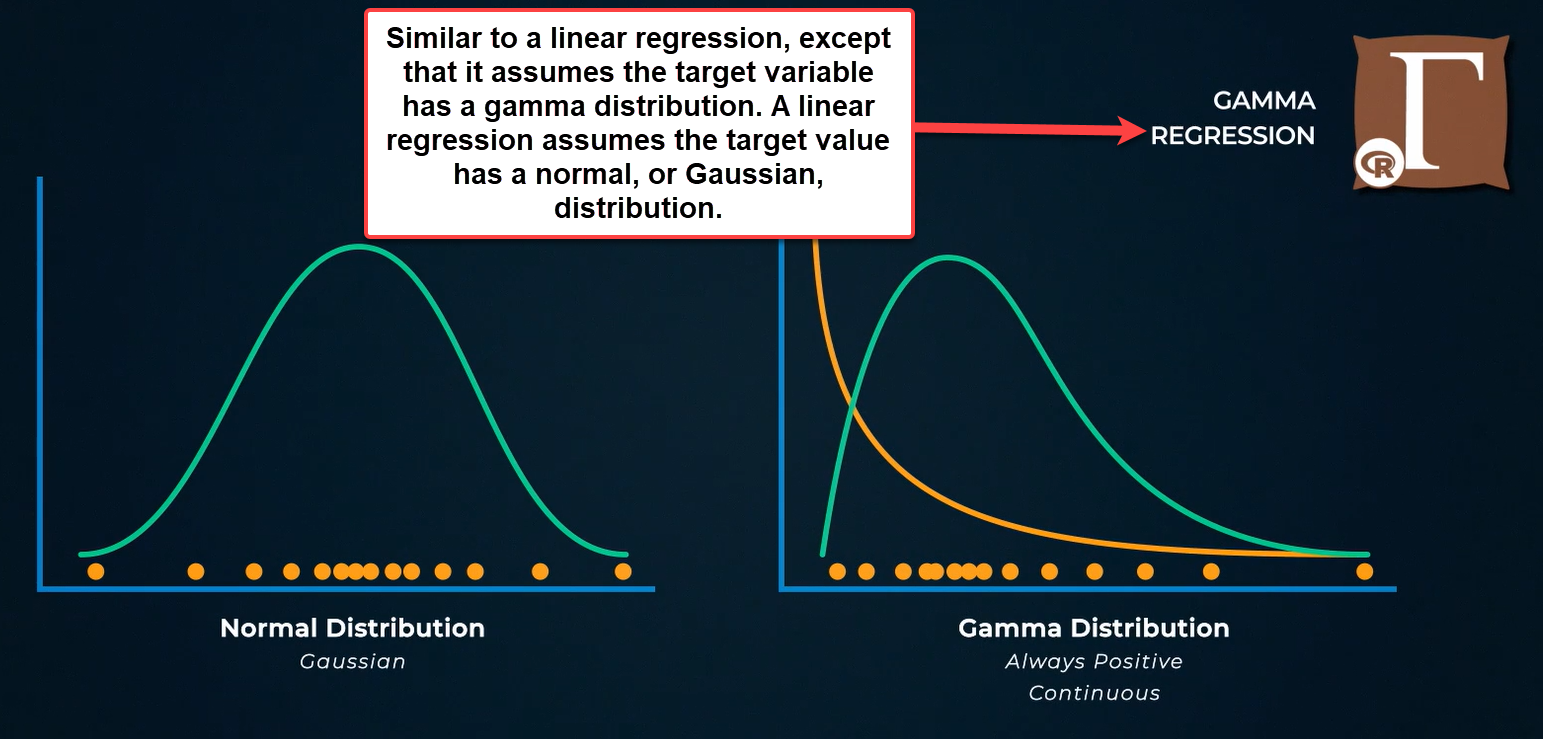 Similar to a linear regression, except
that it assumes the target variable
has a gamma distribution. A linear
regression assumes the target value
has a normal, or Gaussian,
distribution.
GAMMA
REGRESSION
Γ
R
Normal Distribution
Gaussian
Gamma Distribution
Always Positive
Continuous